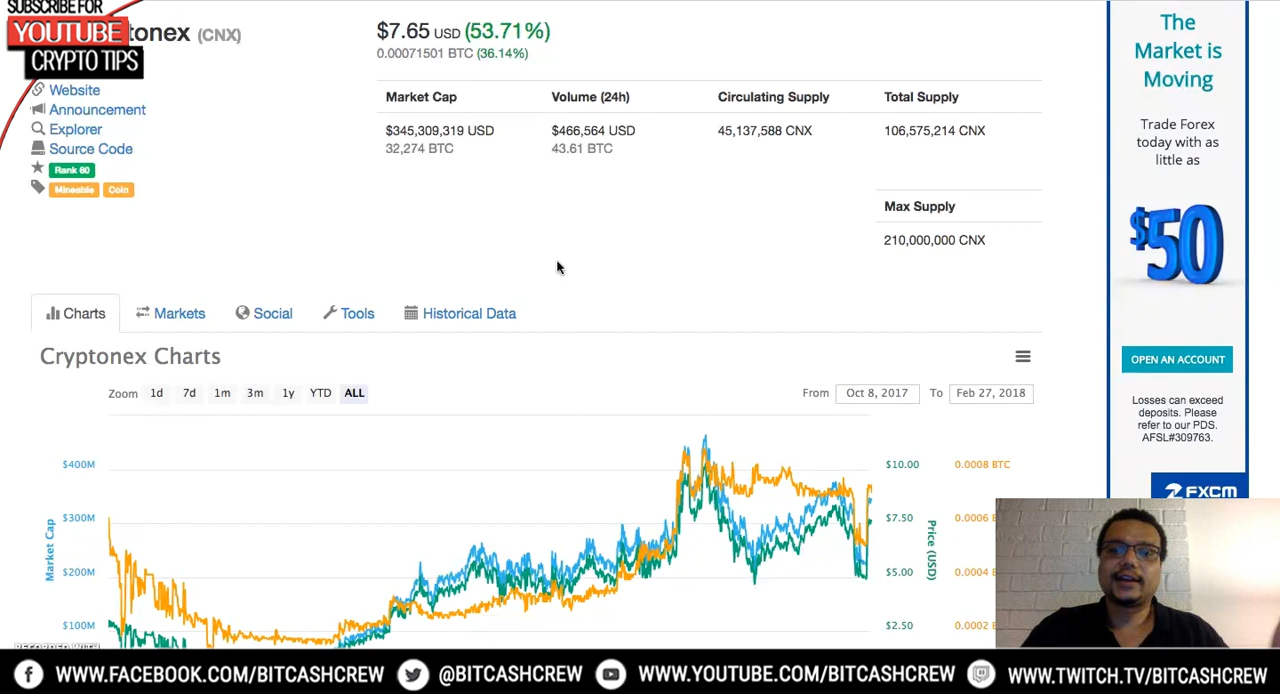 SUBSCRIBE FOR
YOUTUBE
CRYPTO TIPS
tonex (CNX)
$7.65 USD (53.71%)
0.00071501 BTC (36.14%)
Website
Announcement
Explorer
Source Code
Rank 60
Mineable Coin
Market Cap Volume (24h) Circulating Supply Total Supply
$345,309,319 USD $466,564 USD 45,137,588 CNX 106,575,214 CNX
32,274 BTC 43.61 BTC
Max Supply
210,000,000 CNX
Charts Markets Social Tools Historical Data
Cryptonex Charts
Zoom 1d 7d 1m 3m 1y YTD ALL From Oct 8, 2017 To Feb 27, 2018
$400M $10.00 0.0008 BTC
$300M $7.50 0.0006
$200M $5.00 0.0004
$100M $2.50 0.0002
Market Cap
Price (USD)
The
Market is
Moving
Trade Forex
today with as
little as
$50
OPEN AN ACCOUNT
Losses can exceed
deposits. Please
refer to our PDS.
AFSL#309763.
FXCM
RECORDED WITH
WWW.FACEBOOK.COM/BITCASHCREW @BITCASHCREW WWW.YOUTUBE.COM/BITCASHCREW WWW.TWITCH.TV/BITCASHCREW